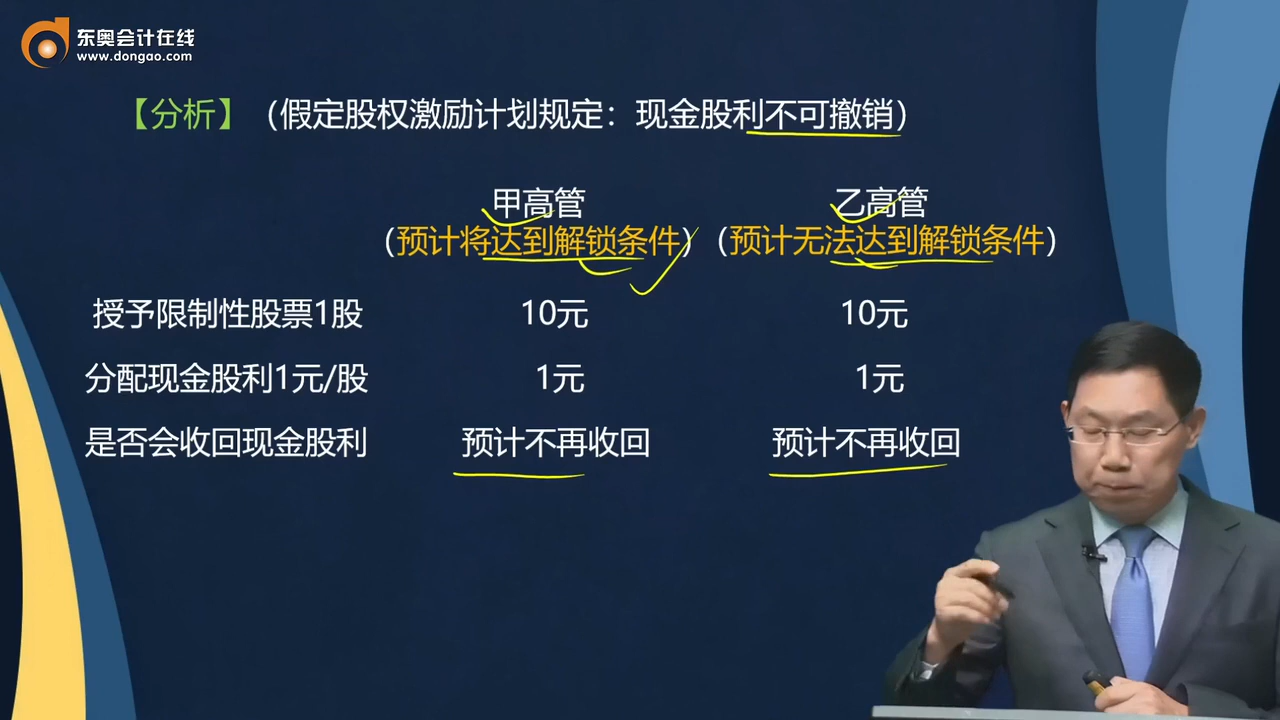 东奥会计在线
www.dongao.com
【分析】（假定股权激励计划规定：现金股利不可撤销）
甲高管 乙高管
（预计将达到解锁条件） （预计无法达到解锁条件）
授予限制性股票1股 10元 10元
分配现金股利1元/股 1元 1元
是否会收回现金股利 预计不再收回 预计不再收回